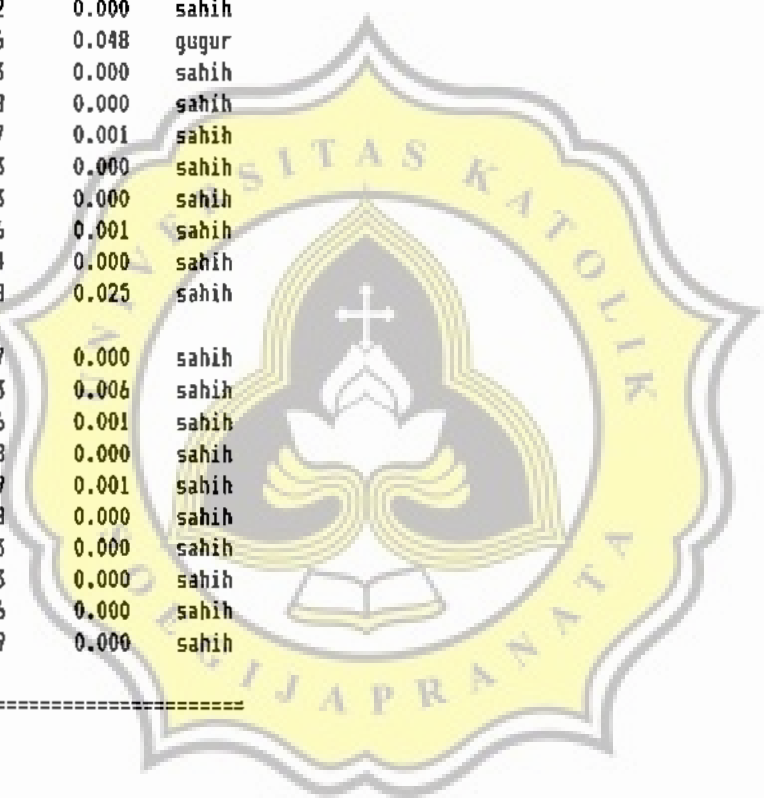 0.000 sahih
0.048 gugur
0.000 sahih
0.000 sahih
0.001 sahih
0.000 sahih
0.000 sahih
0.001 sahih
0.000 sahih
0.025 sahih
0.000 sahih
0.006 sahih
0.001 sahih
0.000 sahih
0.001 sahih
0.000 sahih
0.000 sahih
0.000 sahih
0.000 sahih
0.000 sahih
========================
UNIVERSITAS KATOLIK
SOEGIJAPRANATA